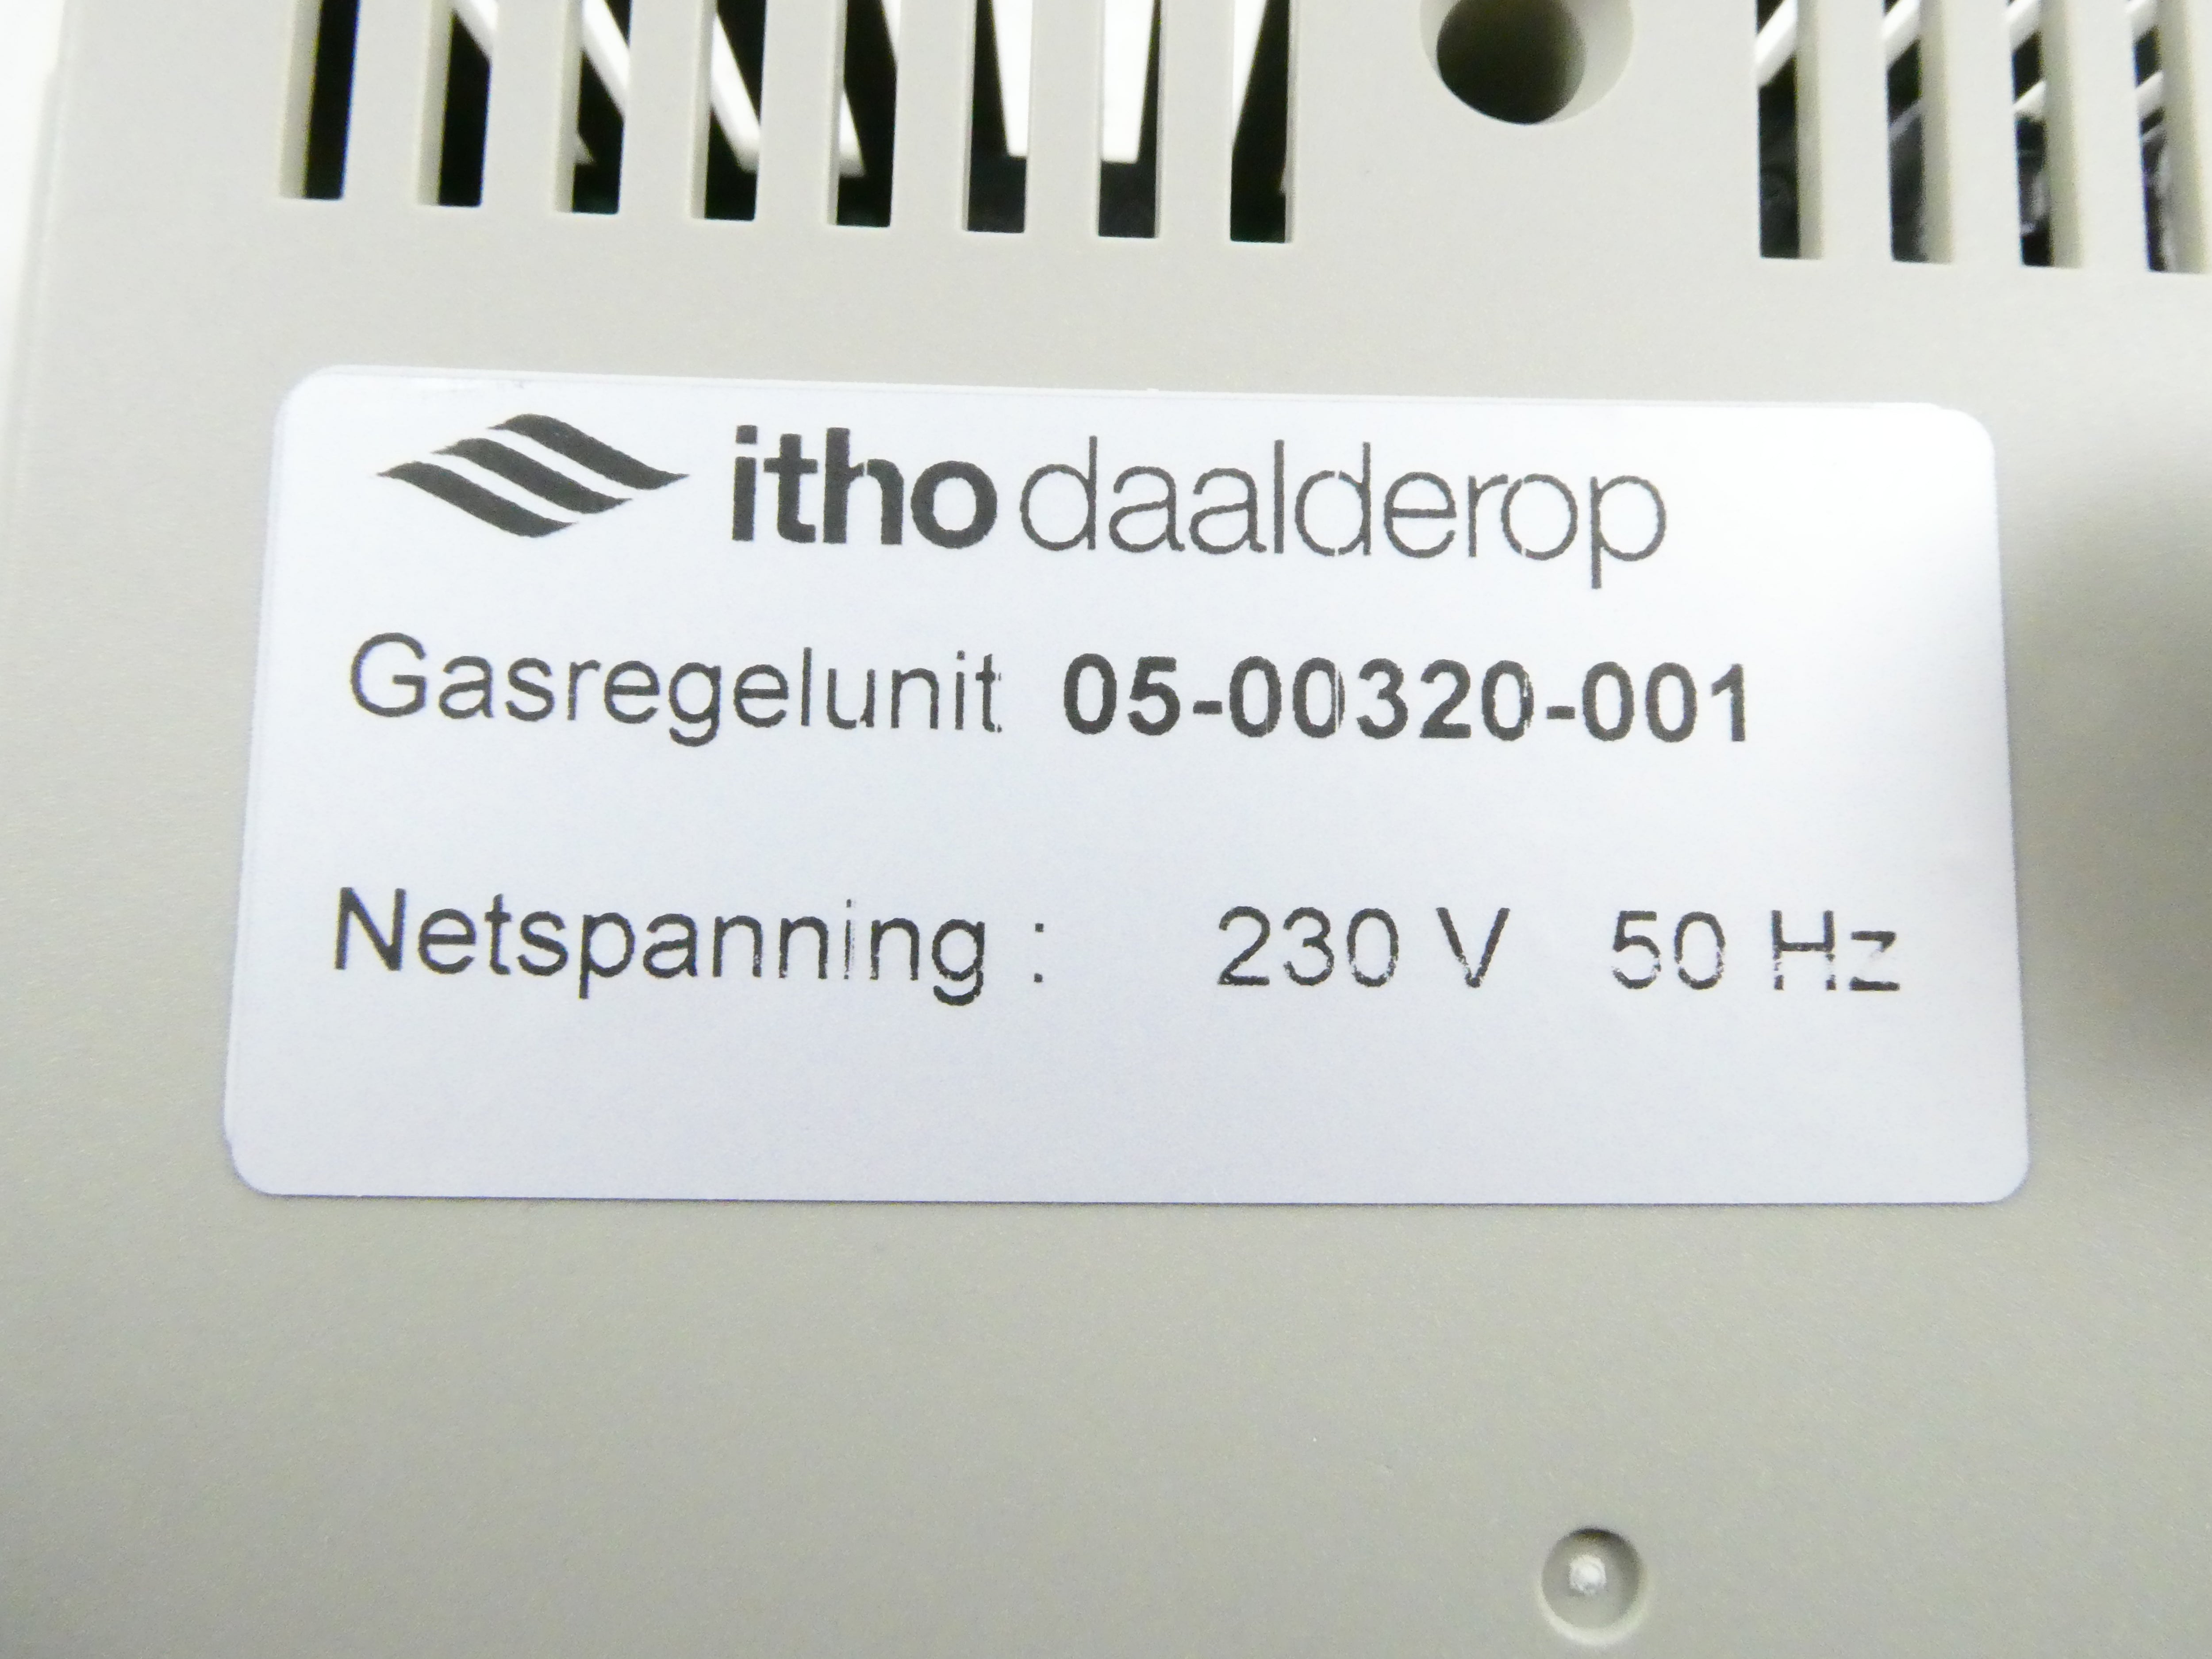 itho daalderop
Gasregelunit 05-00320-001
Netspanning : 230 V 50 Hz